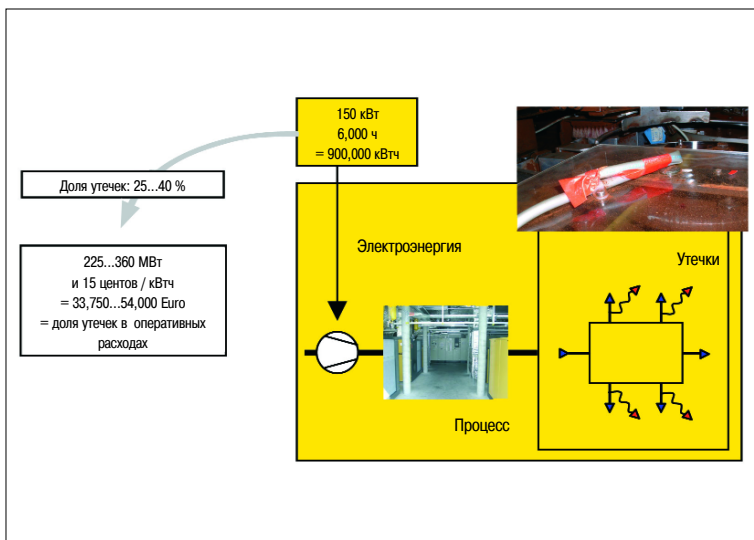 150 кВт
6,000 ч
= 900,000 кВтч
Доля утечек: 25...40 %
225...360 МВт
и 15 центов / кВтч
= 33,750...54,000 Euro
= доля утечек в оперативных
расходах
Электроэнергия
Утечки
Процесс